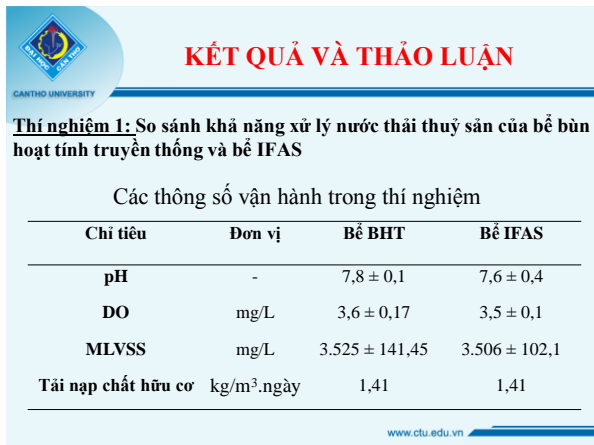 ĐẠI HỌC CẦN THƠ
CANTHO UNIVERSITY
KẾT QUẢ VÀ THẢO LUẬN
Thí nghiệm 1: So sánh khả năng xử lý nước thải thuỷ sản của bể bùn
hoạt tính truyền thống và bể IFAS
Các thông số vận hành trong thí nghiệm
Chỉ tiêu Đơn vị Bể BHT Bể IFAS
pH - 7,8 ± 0,1 7,6 ± 0,4
DO mg/L 3,6 ± 0,17 3,5 ± 0,1
MLVSS mg/L 3.525 ± 141,45 3.506 ± 102,1
Tải nạp chất hữu cơ kg/m³.ngày 1,41 1,41
www.ctu.edu.vn